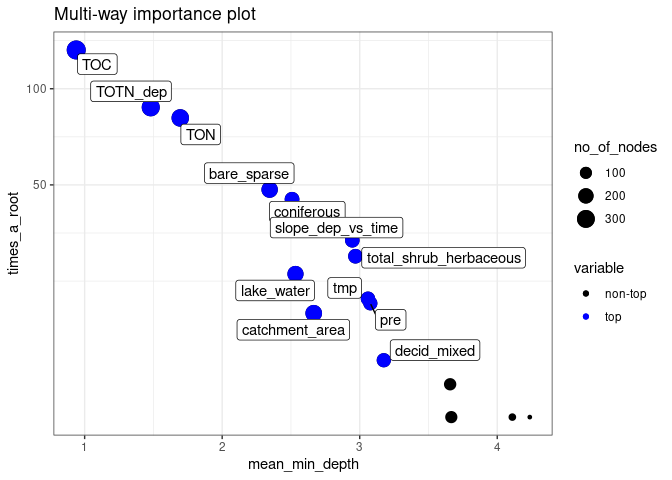 Multi-way importance plot
TOC
TOTN_dep
TON
bare_sparse
coniferous
slope_dep_vs_time
total_shrub_herbaceous
lake_water
tmp
pre
catchment_area
decid_mixed
100
50
times_a_root
1
2
3
4
mean_min_depth
no_of_nodes
100
200
300
variable
non-top
top